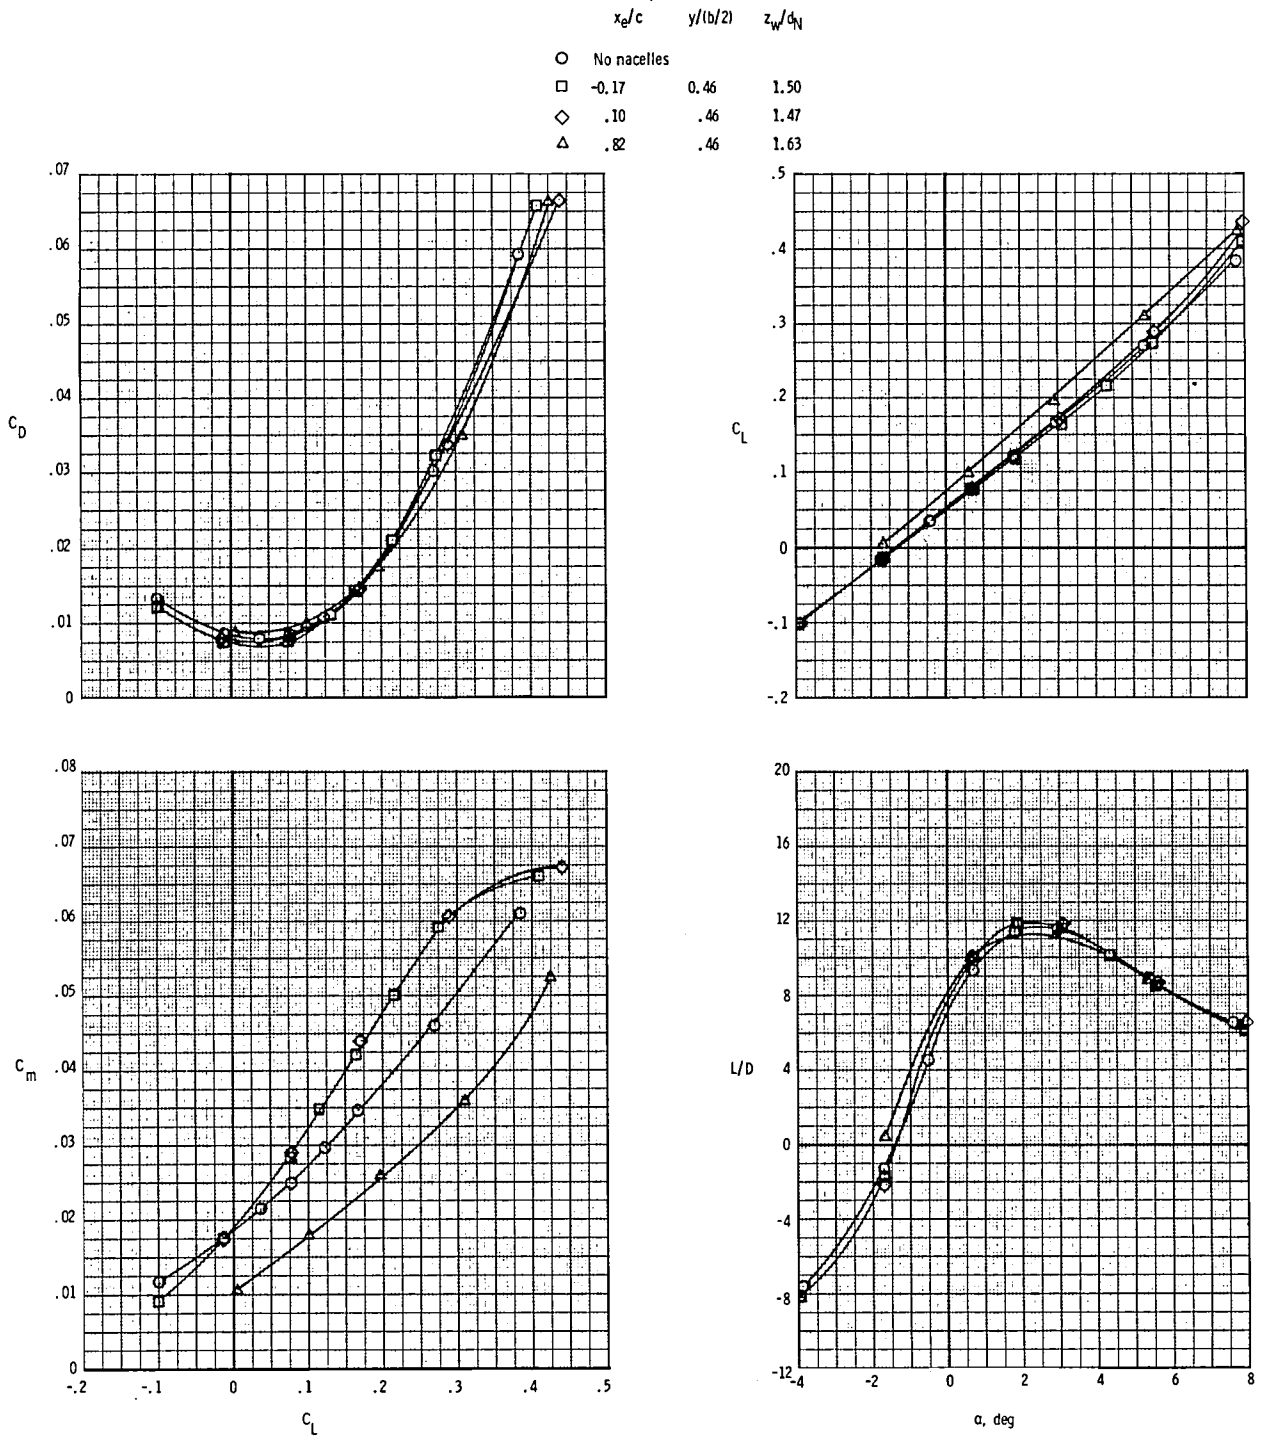 x_e/c y/(b/2) z_w/d_N
No nacelles
-0.17 0.46 1.50
.10 .46 1.47
.82 .46 1.63
.07
.06
.05
.04
.03
.02
.01
0
C_D
.5
.4
.3
.2
.1
0
-.1
-.2
C_L
.08
.07
.06
.05
.04
.03
.02
.01
0
C_m
-.2 -.1 0 .1 .2 .3 .4 .5
C_L
20
16
12
8
4
0
-4
-8
-12
L/D
-4 -2 0 2 4 6 8
α, deg